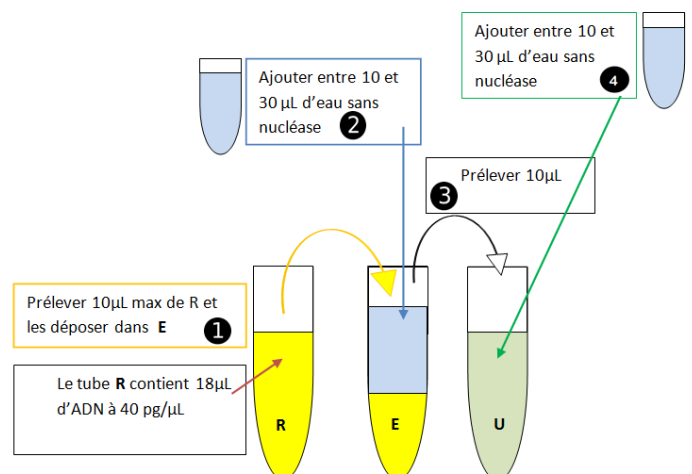 Ajouter entre 10 et
30 µL d'eau sans
nucléase 4
Ajouter entre 10 et
30 µL d'eau sans
nucléase 2
Prélever 10µL
3
Prélever 10µL max de R et
les déposer dans E 1
Le tube R contient 18µL
d'ADN à 40 pg/µL
R
E
U